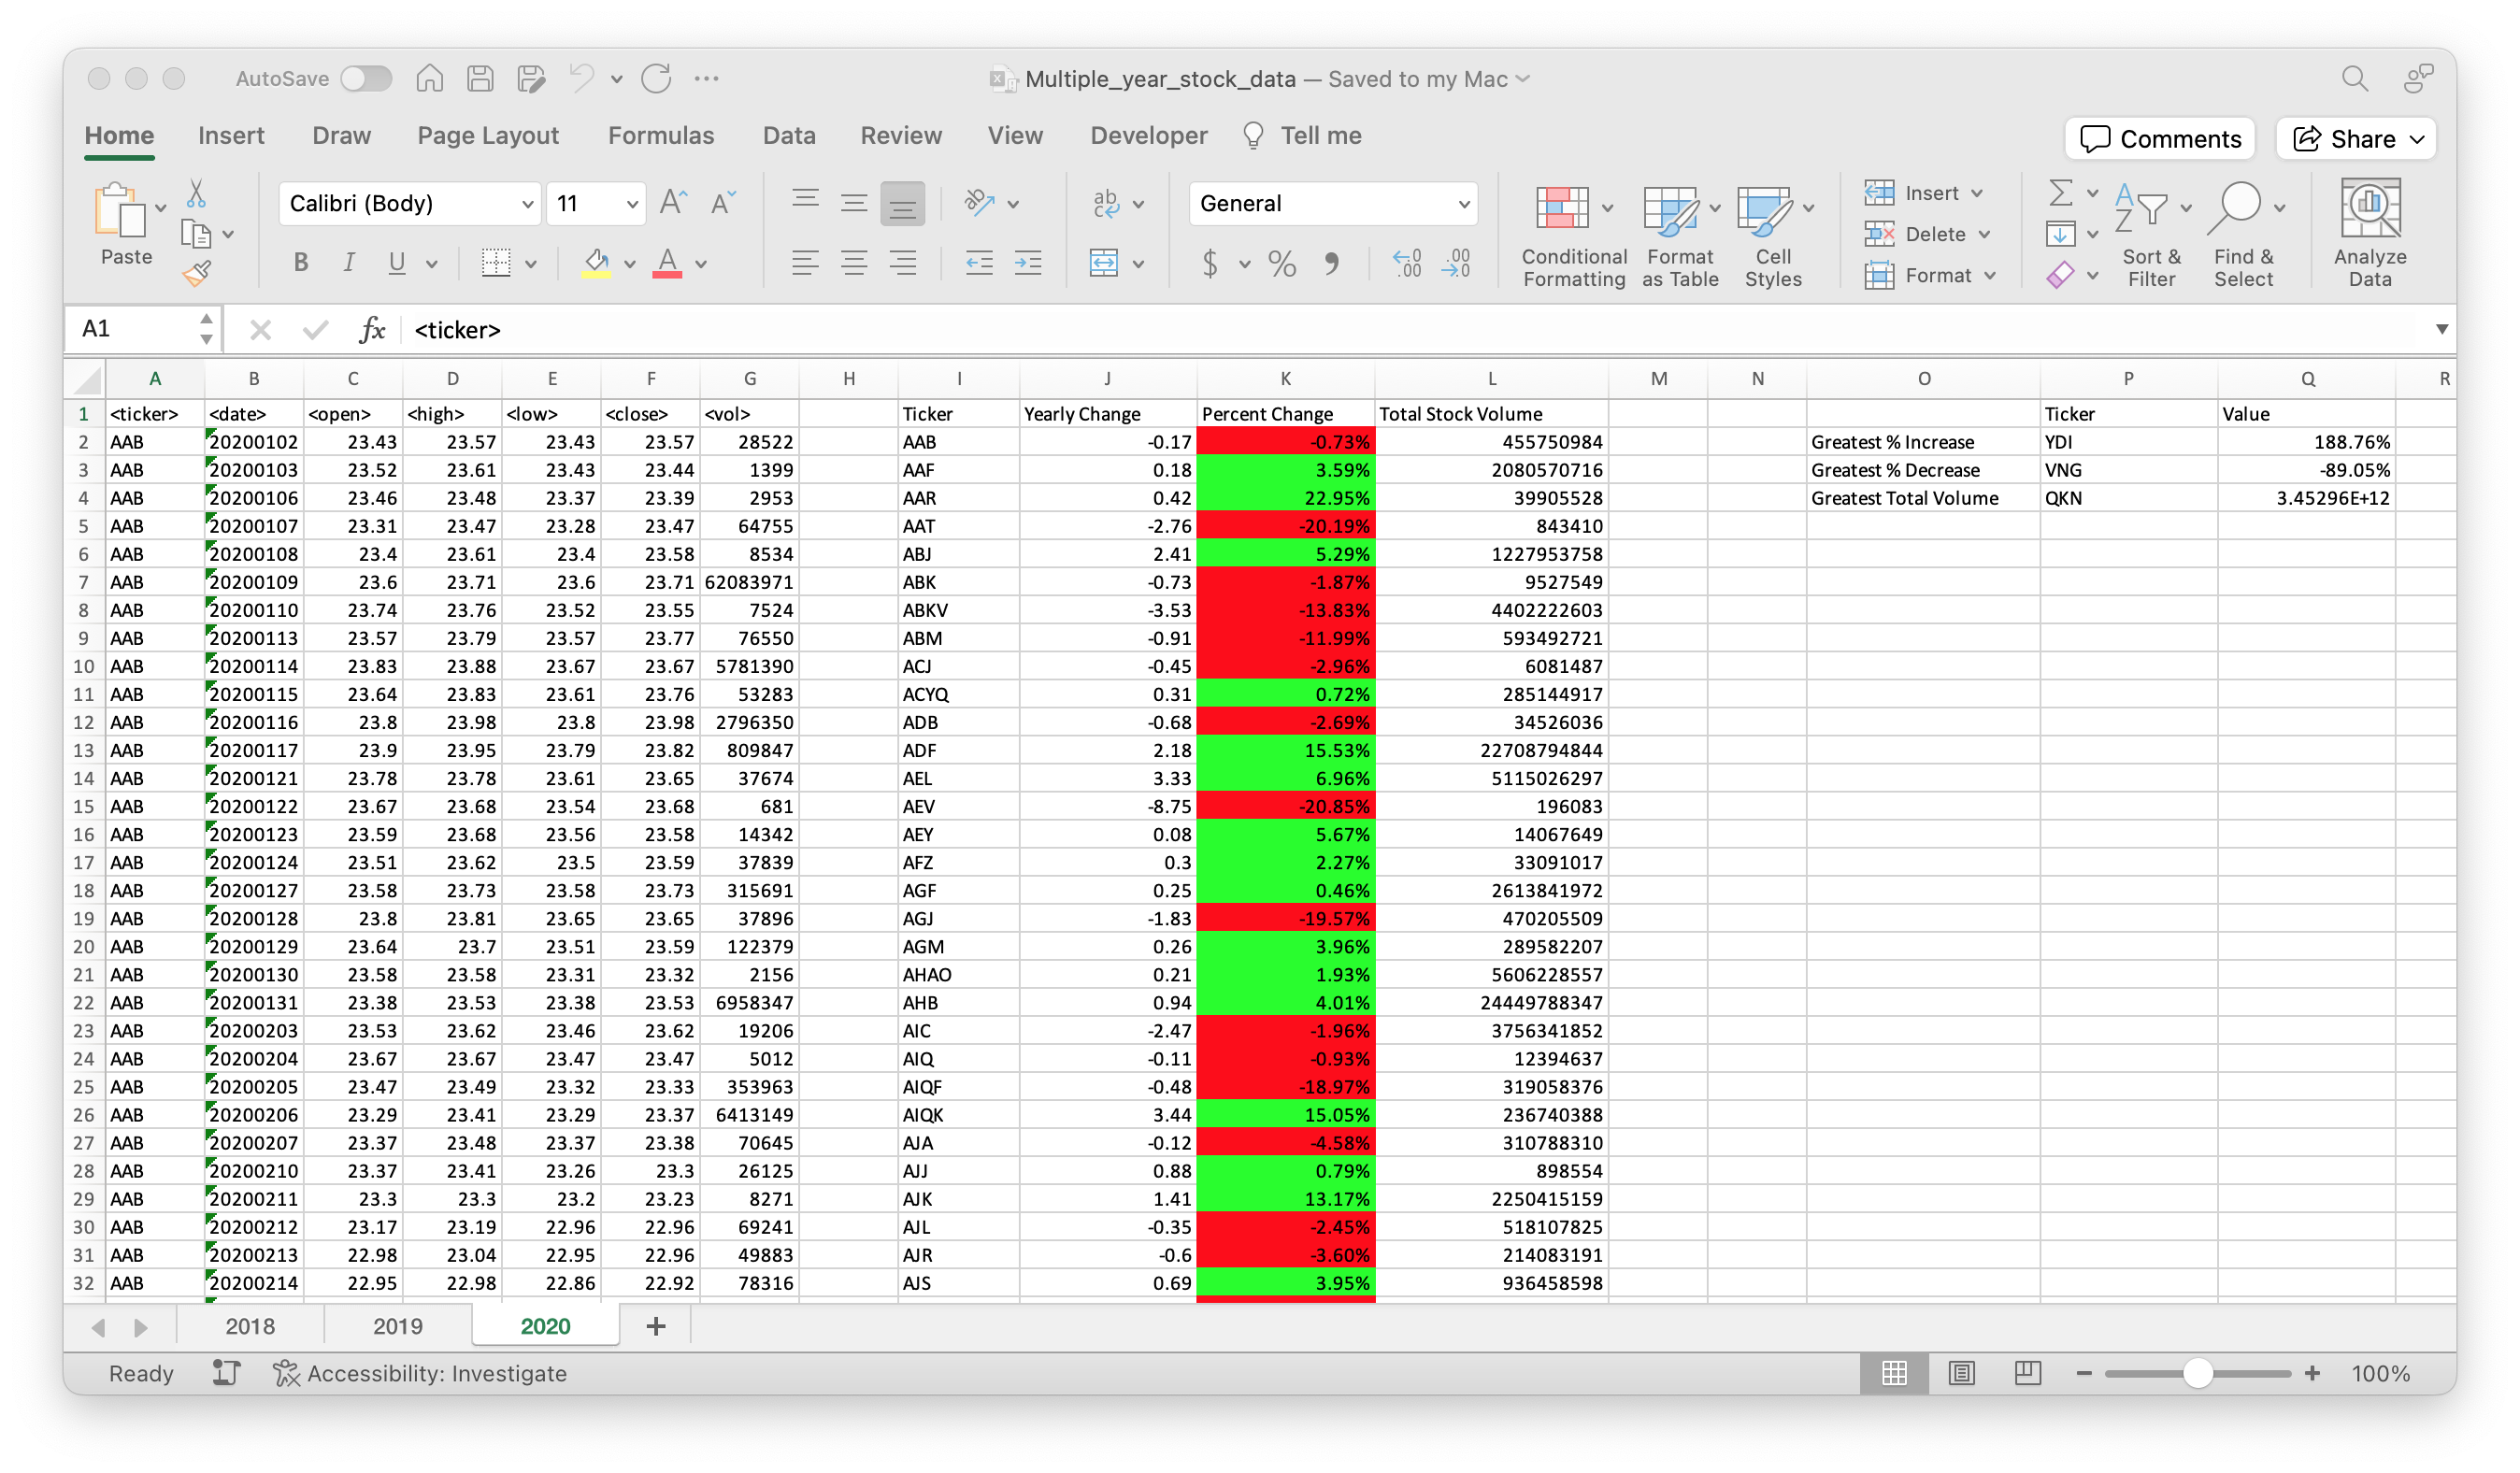 AutoSave
Multiple_year_stock_data — Saved to my Mac
Home Insert Draw Page Layout Formulas Data Review View Developer Tell me Comments Share
Paste Calibri (Body) 11 General Conditional Formatting Format as Table Cell Styles Insert Delete Format Sort & Filter Find & Select Analyze Data
A1 fx <ticker>
A B C D E F G H I J K L M N O P Q R
1 <ticker> <date> <open> <high> <low> <close> <vol> Ticker Yearly Change Percent Change Total Stock Volume Ticker Value
2 AAB 20200102 23.43 23.57 23.43 23.57 28522 AAB -0.17 -0.73% 455750984 Greatest % Increase YDI 188.76%
3 AAB 20200103 23.52 23.61 23.43 23.44 1399 AAF 0.18 3.59% 2080570716 Greatest % Decrease VNG -89.05%
4 AAB 20200106 23.46 23.48 23.37 23.39 2953 AAR 0.42 22.95% 39905528 Greatest Total Volume QKN 3.45296E+12
5 AAB 20200107 23.31 23.47 23.28 23.47 64755 AAT -2.76 -20.19% 843410
6 AAB 20200108 23.4 23.61 23.4 23.58 8534 ABJ 2.41 5.29% 1227953758
7 AAB 20200109 23.6 23.71 23.6 23.71 62083971 ABK -0.73 -1.87% 9527549
8 AAB 20200110 23.74 23.76 23.52 23.55 7524 ABKV -3.53 -13.83% 4402222603
9 AAB 20200113 23.57 23.79 23.57 23.77 76550 ABM -0.91 -11.99% 593492721
10 AAB 20200114 23.83 23.88 23.67 23.67 5781390 ACJ -0.45 -2.96% 6081487
11 AAB 20200115 23.64 23.83 23.61 23.76 53283 ACYQ 0.31 0.72% 285144917
12 AAB 20200116 23.8 23.98 23.8 23.98 2796350 ADB -0.68 -2.69% 34526036
13 AAB 20200117 23.9 23.95 23.79 23.82 809847 ADF 2.18 15.53% 22708794844
14 AAB 20200121 23.78 23.78 23.61 23.65 37674 AEL 3.33 6.96% 5115026297
15 AAB 20200122 23.67 23.68 23.54 23.68 681 AEV -8.75 -20.85% 196083
16 AAB 20200123 23.59 23.68 23.56 23.58 14342 AEY 0.08 5.67% 14067649
17 AAB 20200124 23.51 23.62 23.5 23.59 37839 AFZ 0.3 2.27% 33091017
18 AAB 20200127 23.58 23.73 23.58 23.73 315691 AGF 0.25 0.46% 2613841972
19 AAB 20200128 23.8 23.81 23.65 23.65 37896 AGJ -1.83 -19.57% 470205509
20 AAB 20200129 23.64 23.7 23.51 23.59 122379 AGM 0.26 3.96% 289582207
21 AAB 20200130 23.58 23.58 23.31 23.32 2156 AHAO 0.21 1.93% 5606228557
22 AAB 20200131 23.38 23.53 23.38 23.53 6958347 AHB 0.94 4.01% 24449788347
23 AAB 20200203 23.53 23.62 23.46 23.62 19206 AIC -2.47 -1.96% 3756341852
24 AAB 20200204 23.67 23.67 23.47 23.47 5012 AIQ -0.11 -0.93% 12394637
25 AAB 20200205 23.47 23.49 23.32 23.33 353963 AIQF -0.48 -18.97% 319058376
26 AAB 20200206 23.29 23.41 23.29 23.37 6413149 AIQK 3.44 15.05% 236740388
27 AAB 20200207 23.37 23.48 23.37 23.38 70645 AJA -0.12 -4.58% 310788310
28 AAB 20200210 23.37 23.41 23.26 23.3 26125 AJJ 0.88 0.79% 898554
29 AAB 20200211 23.3 23.3 23.2 23.23 8271 AJK 1.41 13.17% 2250415159
30 AAB 20200212 23.17 23.19 22.96 22.96 69241 AJL -0.35 -2.45% 518107825
31 AAB 20200213 22.98 23.04 22.95 22.96 49883 AJR -0.6 -3.60% 214083191
32 AAB 20200214 22.95 22.98 22.86 22.92 78316 AJS 0.69 3.95% 936458598
2018 2019 2020 +
Ready Accessibility: Investigate 100%